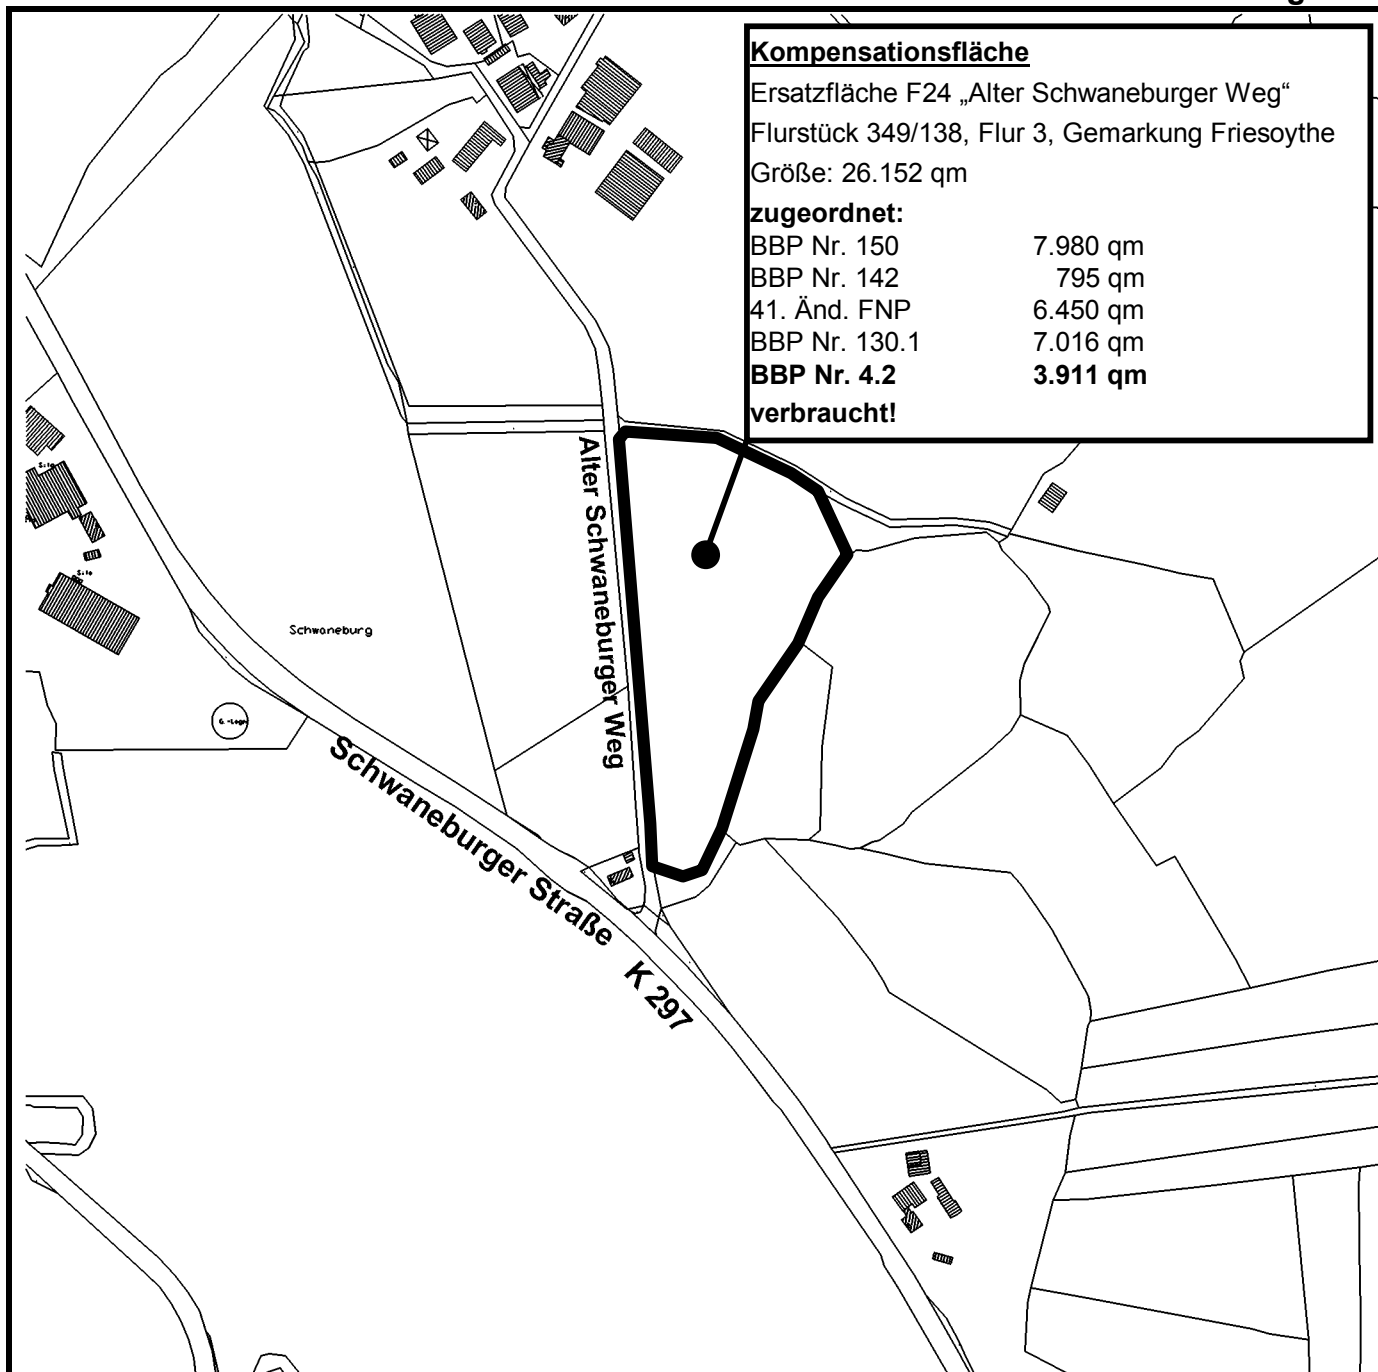 g
Kompensationsfläche
Ersatzfläche F24 „Alter Schwaneburger Weg“
Flurstück 349/138, Flur 3, Gemarkung Friesoythe
Größe: 26.152 qm
zugeordnet:
BBP Nr. 150 7.980 qm
BBP Nr. 142 795 qm
41. Änd. FNP 6.450 qm
BBP Nr. 130.1 7.016 qm
BBP Nr. 4.2 3.911 qm
verbraucht!
Alter Schwaneburger Weg
Silo
Silo
Schwaneburg
Schwaneburger Straße K 297